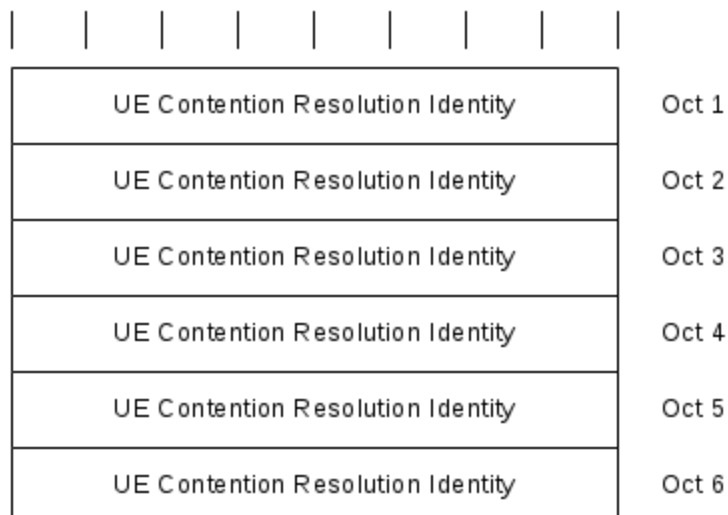 UE Contention Resolution Identity Oct 1
UE Contention Resolution Identity Oct 2
UE Contention Resolution Identity Oct 3
UE Contention Resolution Identity Oct 4
UE Contention Resolution Identity Oct 5
UE Contention Resolution Identity Oct 6